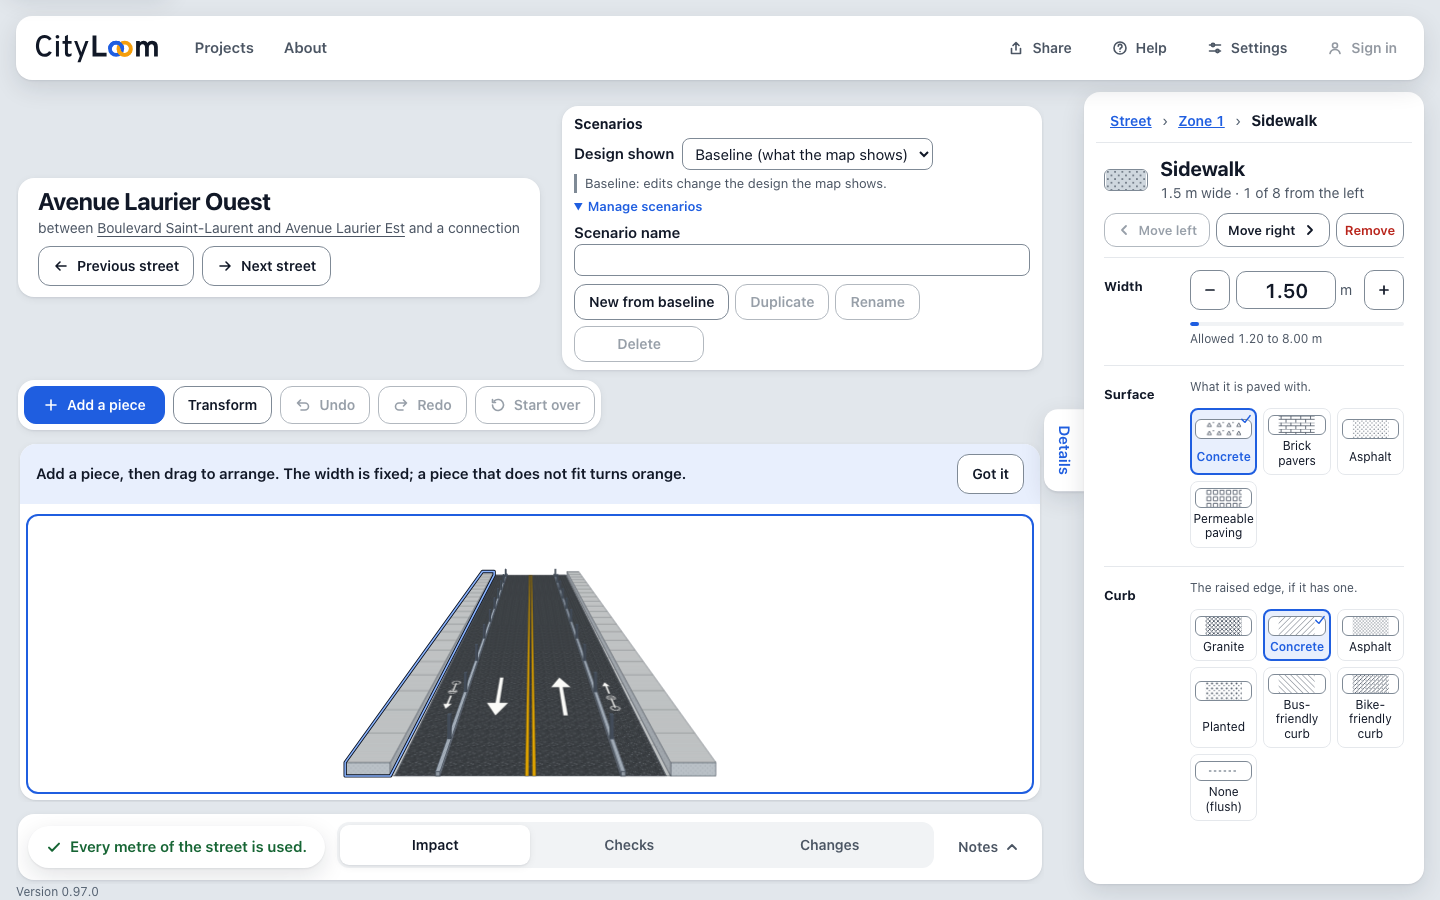 CityLoom
Projects
About
Share
Help
Settings
Sign in
Avenue Laurier Ouest
between Boulevard Saint-Laurent and Avenue Laurier Est and a connection
Previous street
Next street
Scenarios
Design shown
Baseline (what the map shows)
Baseline: edits change the design the map shows.
Manage scenarios
Scenario name
New from baseline
Duplicate
Rename
Delete
Add a piece
Transform
Undo
Redo
Start over
Add a piece, then drag to arrange. The width is fixed; a piece that does not fit turns orange.
Got it
Every metre of the street is used.
Impact
Checks
Changes
Notes
Version 0.97.0
Details
Street › Zone 1 › Sidewalk
Sidewalk
1.5 m wide · 1 of 8 from the left
Move left
Move right
Remove
Width
− 1.50 m +
Allowed 1.20 to 8.00 m
Surface
What it is paved with.
Concrete
Brick
pavers
Asphalt
Permeable
paving
Curb
The raised edge, if it has one.
Granite
Concrete
Asphalt
Planted
Bus-
friendly
curb
Bike-
friendly
curb
None
(flush)